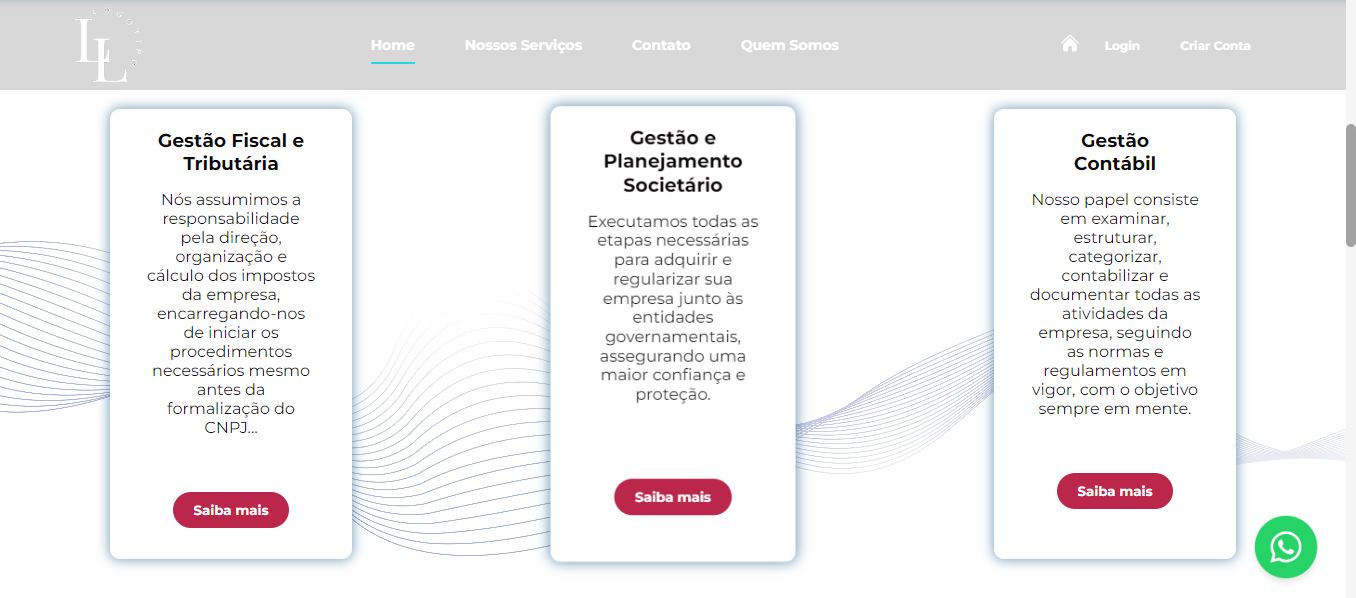 LL
LOGOTIPO
Home
Nossos Serviços
Contato
Quem Somos
Login
Criar Conta
Gestão Fiscal e
Tributária
Nós assumimos a
responsabilidade
pela direção,
organização e
cálculo dos impostos
da empresa,
encarregando-nos
de iniciar os
procedimentos
necessários mesmo
antes da
formalização do
CNPJ...
Saiba mais
Gestão e
Planejamento
Societário
Executamos todas as
etapas necessárias
para adquirir e
regularizar sua
empresa junto às
entidades
governamentais,
assegurando uma
maior confiança e
proteção.
Saiba mais
Gestão
Contábil
Nosso papel consiste
em examinar,
estruturar,
categorizar,
contabilizar e
documentar todas as
atividades da
empresa, seguindo
as normas e
regulamentos em
vigor, com o objetivo
sempre em mente.
Saiba mais